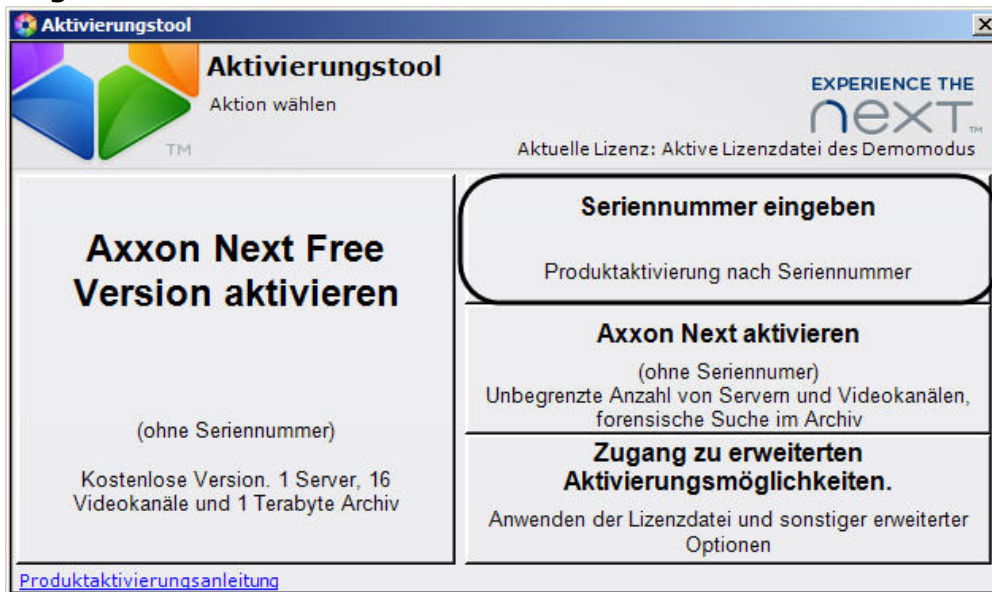 Aktivierungstool
Aktivierungstool
Aktion wählen
TM
EXPERIENCE THE
next™
Aktuelle Lizenz: Aktive Lizenzdatei des Demomodus
Axxon Next Free
Version aktivieren
(ohne Seriennummer)
Kostenlose Version. 1 Server, 16
Videokanäle und 1 Terabyte Archiv
Seriennummer eingeben
Produktaktivierung nach Seriennummer
Axxon Next aktivieren
(ohne Seriennumer)
Unbegrenzte Anzahl von Servern und Videokanälen,
forensische Suche im Archiv
Zugang zu erweiterten
Aktivierungsmöglichkeiten.
Anwenden der Lizenzdatei und sonstiger erweiterter
Optionen
Produktaktivierungsanleitung